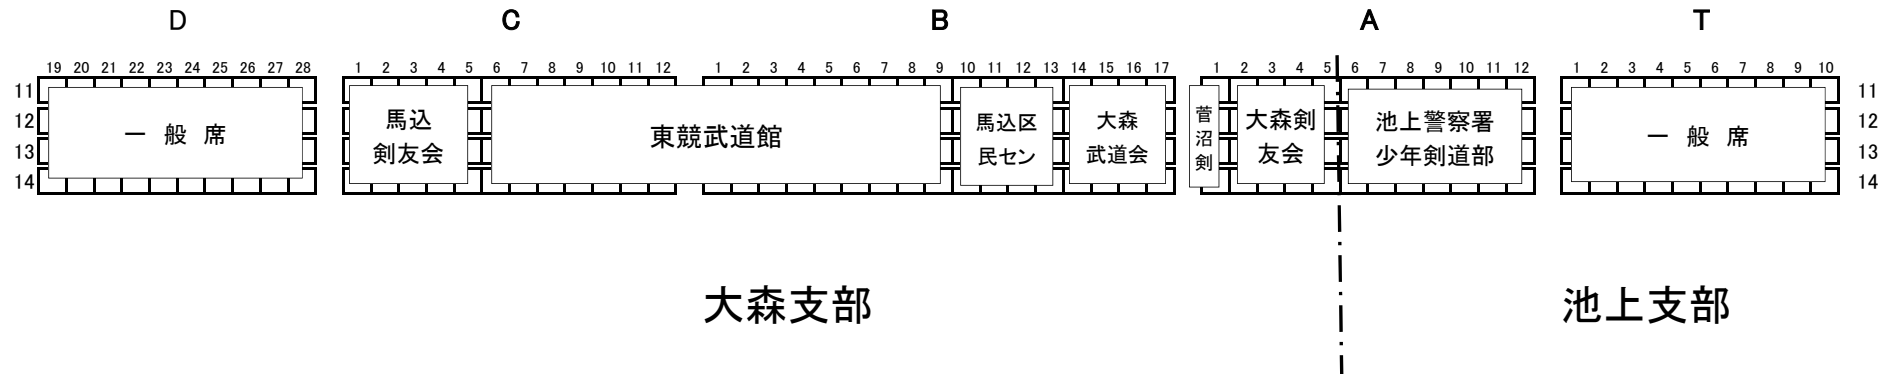 D C B A T
19 20 21 22 23 24 25 26 27 28 1 2 3 4 5 6 7 8 9 10 11 12 1 2 3 4 5 6 7 8 9 10 11 12 13 14 15 16 17 1 2 3 4 5 6 7 8 9 10 11 12 1 2 3 4 5 6 7 8 9 10
11
12
13
14
一 般 席
馬込
剣友会
東競武道館
馬込区
民セン
大森
武道会
菅
沼
剣
大森剣
友会
池上警察署
少年剣道部
一 般 席
11
12
13
14
大森支部
池上支部